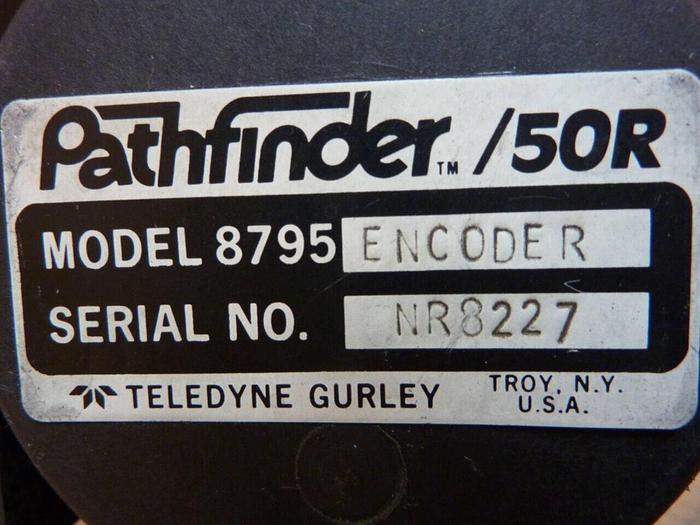 Pathfinder™ /50R
MODEL 8795 ENCODER
SERIAL NO. NR8227
TELEDYNE GURLEY TROY, N.Y.
U.S.A.